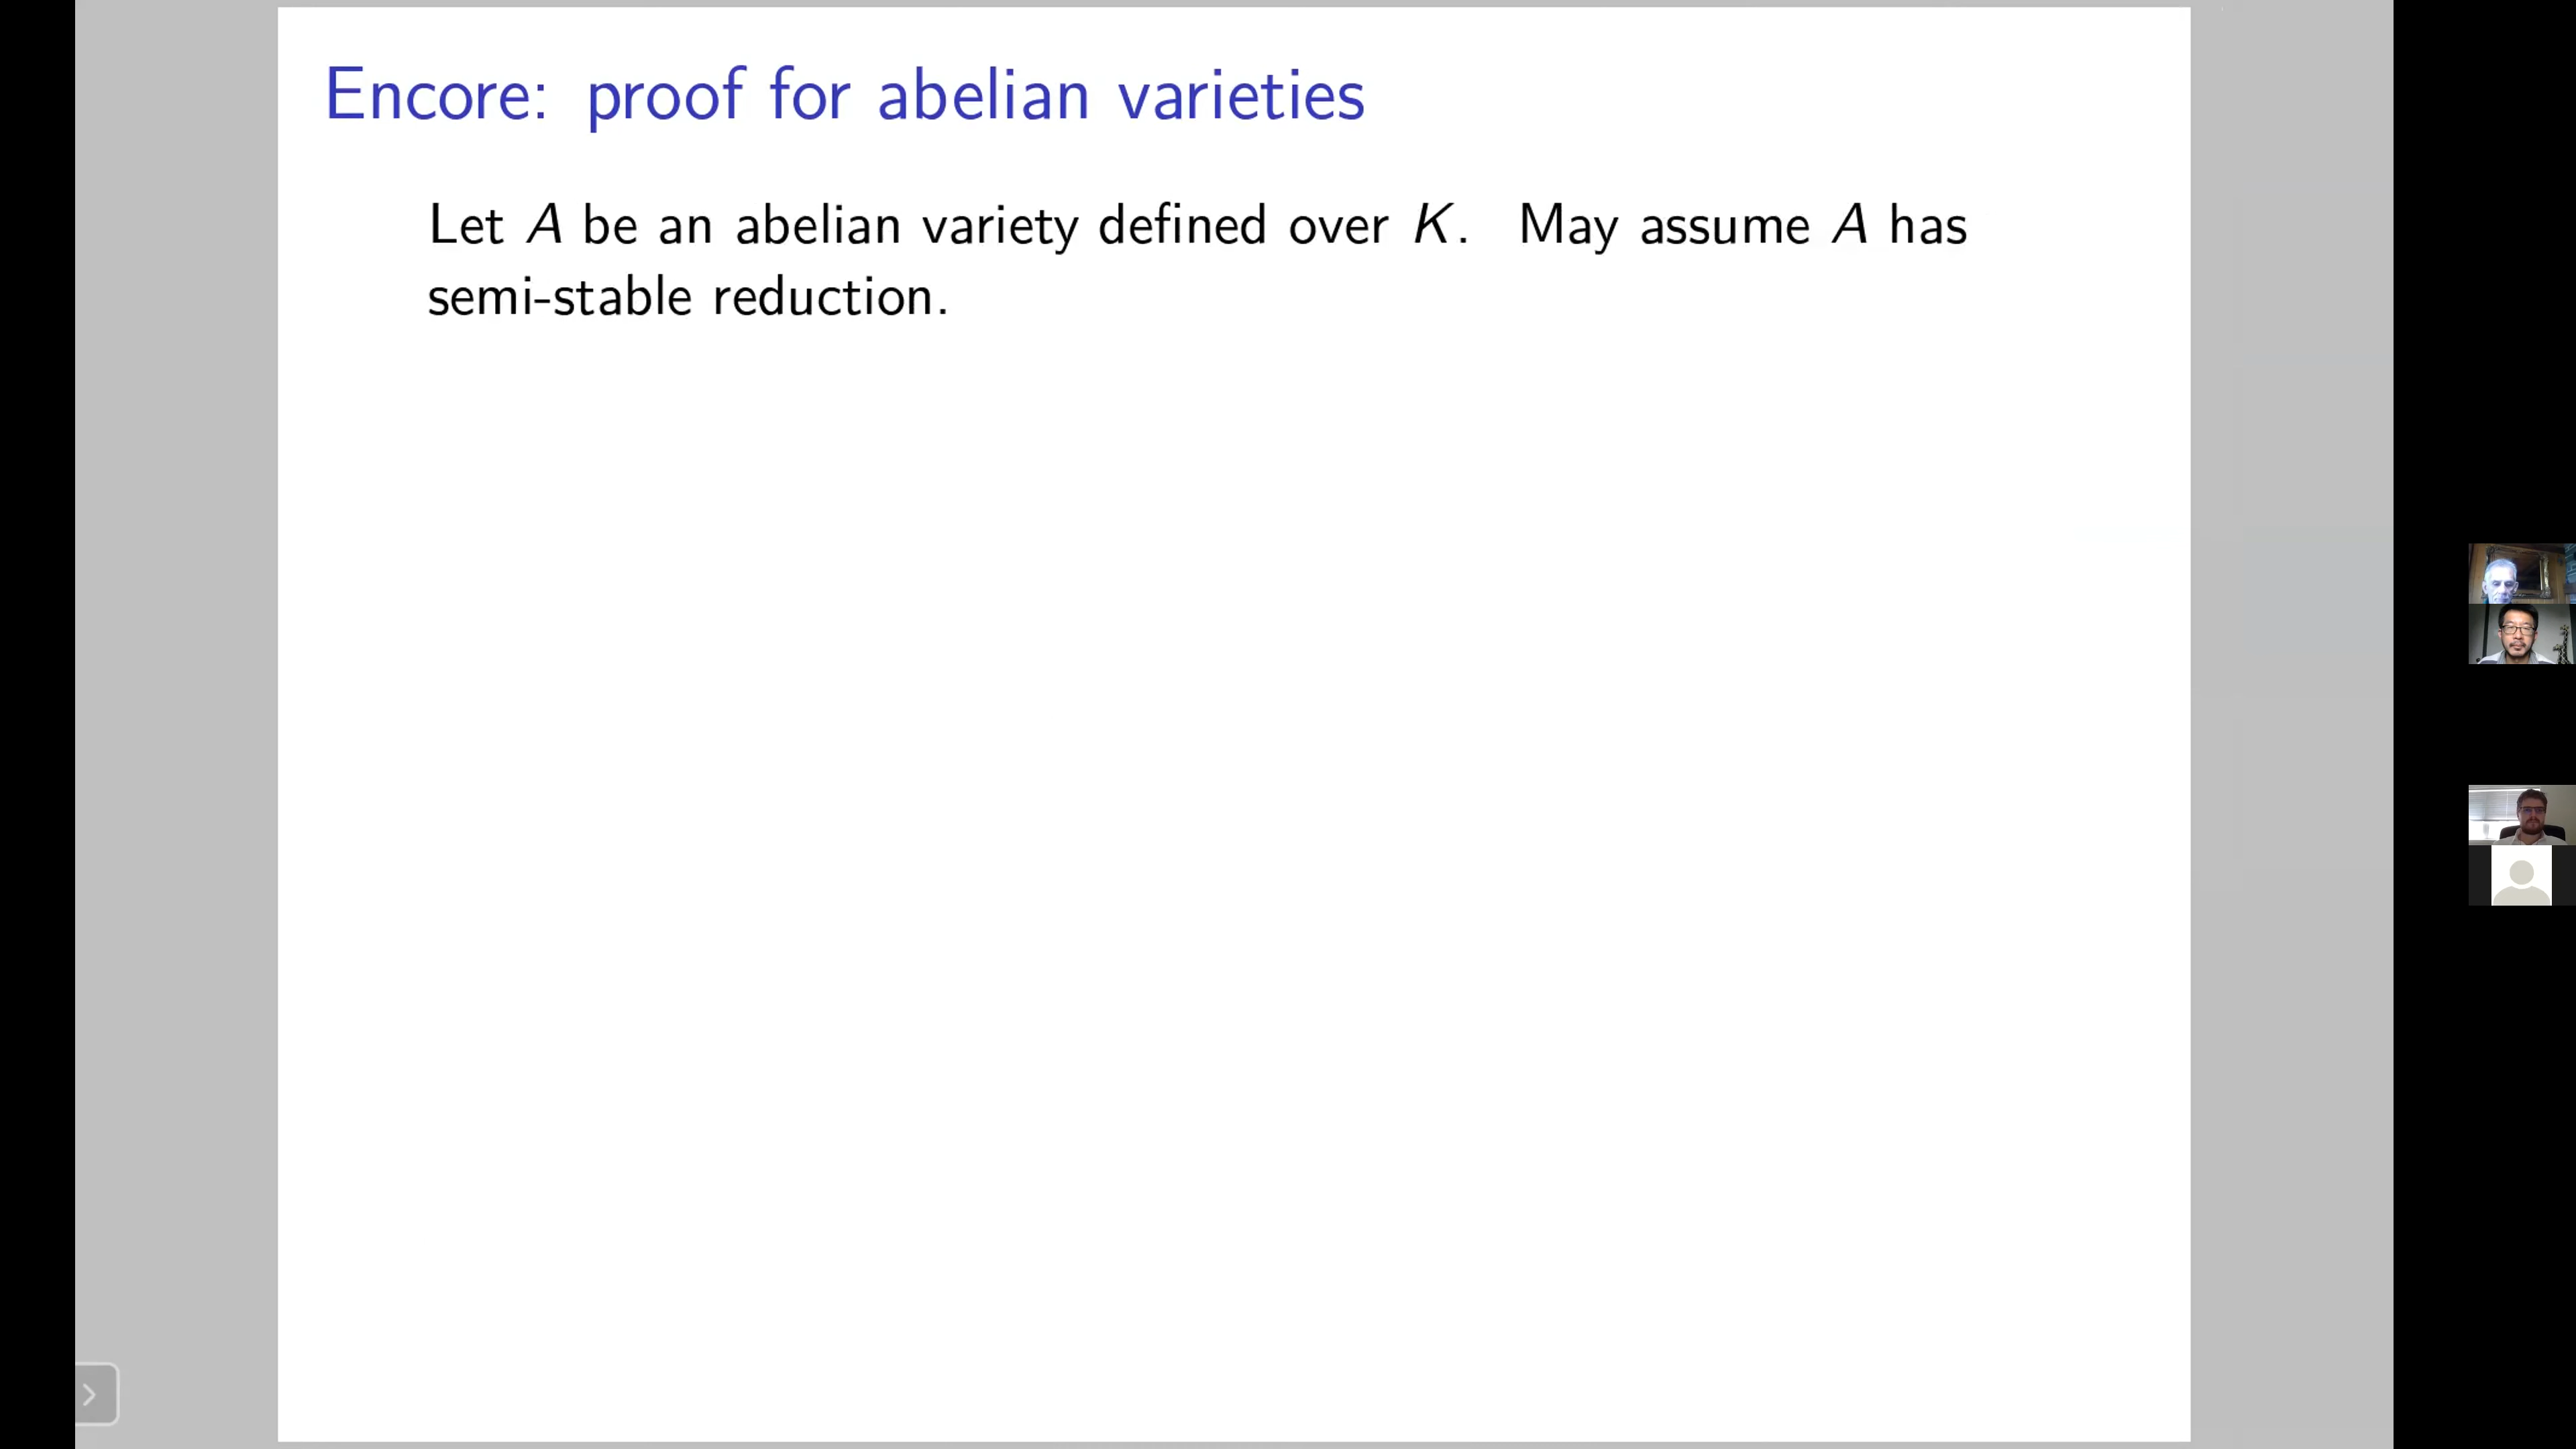 Encore: proof for abelian varieties
Let A be an abelian variety defined over K. May assume A has
semi-stable reduction.